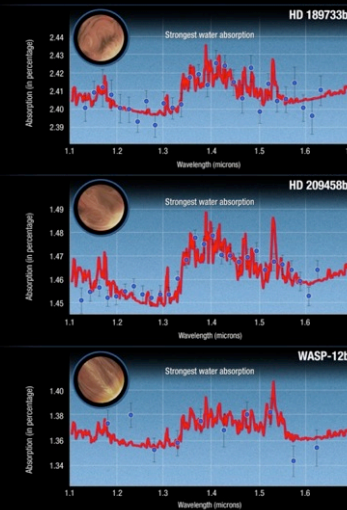 HD 189733b
Strongest water absorption
Absorption (in percentage)
2.44
2.43
2.42
2.41
2.40
2.39
1.1 1.2 1.3 1.4 1.5 1.6
Wavelength (microns)
HD 209458b
Strongest water absorption
Absorption (in percentage)
1.49
1.48
1.47
1.46
1.45
1.1 1.2 1.3 1.4 1.5 1.6
Wavelength (microns)
WASP-12b
Strongest water absorption
Absorption (in percentage)
1.40
1.38
1.36
1.34
1.1 1.2 1.3 1.4 1.5 1.6
Wavelength (microns)